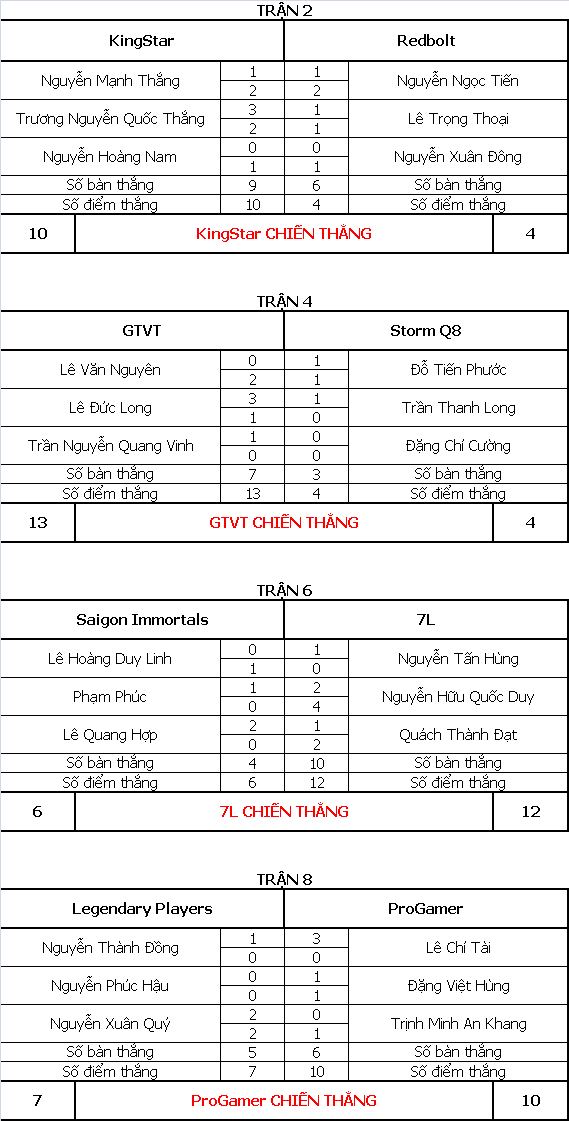 TRẬN 2
KingStar Redbolt
Nguyễn Mạnh Thắng 1 1 Nguyễn Ngọc Tiến
2 2
Trương Nguyễn Quốc Thắng 3 1 Lê Trọng Thoại
2 1
Nguyễn Hoàng Nam 0 0 Nguyễn Xuân Đông
1 1
Số bàn thắng 9 6 Số bàn thắng
Số điểm thắng 10 4 Số điểm thắng
10 KingStar CHIẾN THẮNG 4
TRẬN 4
GTVT Storm Q8
Lê Văn Nguyên 0 1 Đỗ Tiến Phước
2 1
Lê Đức Long 3 1 Trần Thanh Long
1 0
Trần Nguyễn Quang Vinh 1 0 Đặng Chí Cường
0 0
Số bàn thắng 7 3 Số bàn thắng
Số điểm thắng 13 4 Số điểm thắng
13 GTVT CHIẾN THẮNG 4
TRẬN 6
Saigon Immortals 7L
Lê Hoàng Duy Linh 0 1 Nguyễn Tấn Hùng
1 0
Phạm Phúc 1 2 Nguyễn Hữu Quốc Duy
0 4
Lê Quang Hợp 2 1 Quách Thành Đạt
0 2
Số bàn thắng 4 10 Số bàn thắng
Số điểm thắng 6 12 Số điểm thắng
6 7L CHIẾN THẮNG 12
TRẬN 8
Legendary Players ProGamer
Nguyễn Thành Đồng 1 3 Lê Chí Tài
0 0
Nguyễn Phúc Hậu 0 1 Đặng Việt Hùng
0 1
Nguyễn Xuân Quý 2 0 Trịnh Minh An Khang
2 1
Số bàn thắng 5 6 Số bàn thắng
Số điểm thắng 7 10 Số điểm thắng
7 ProGamer CHIẾN THẮNG 10